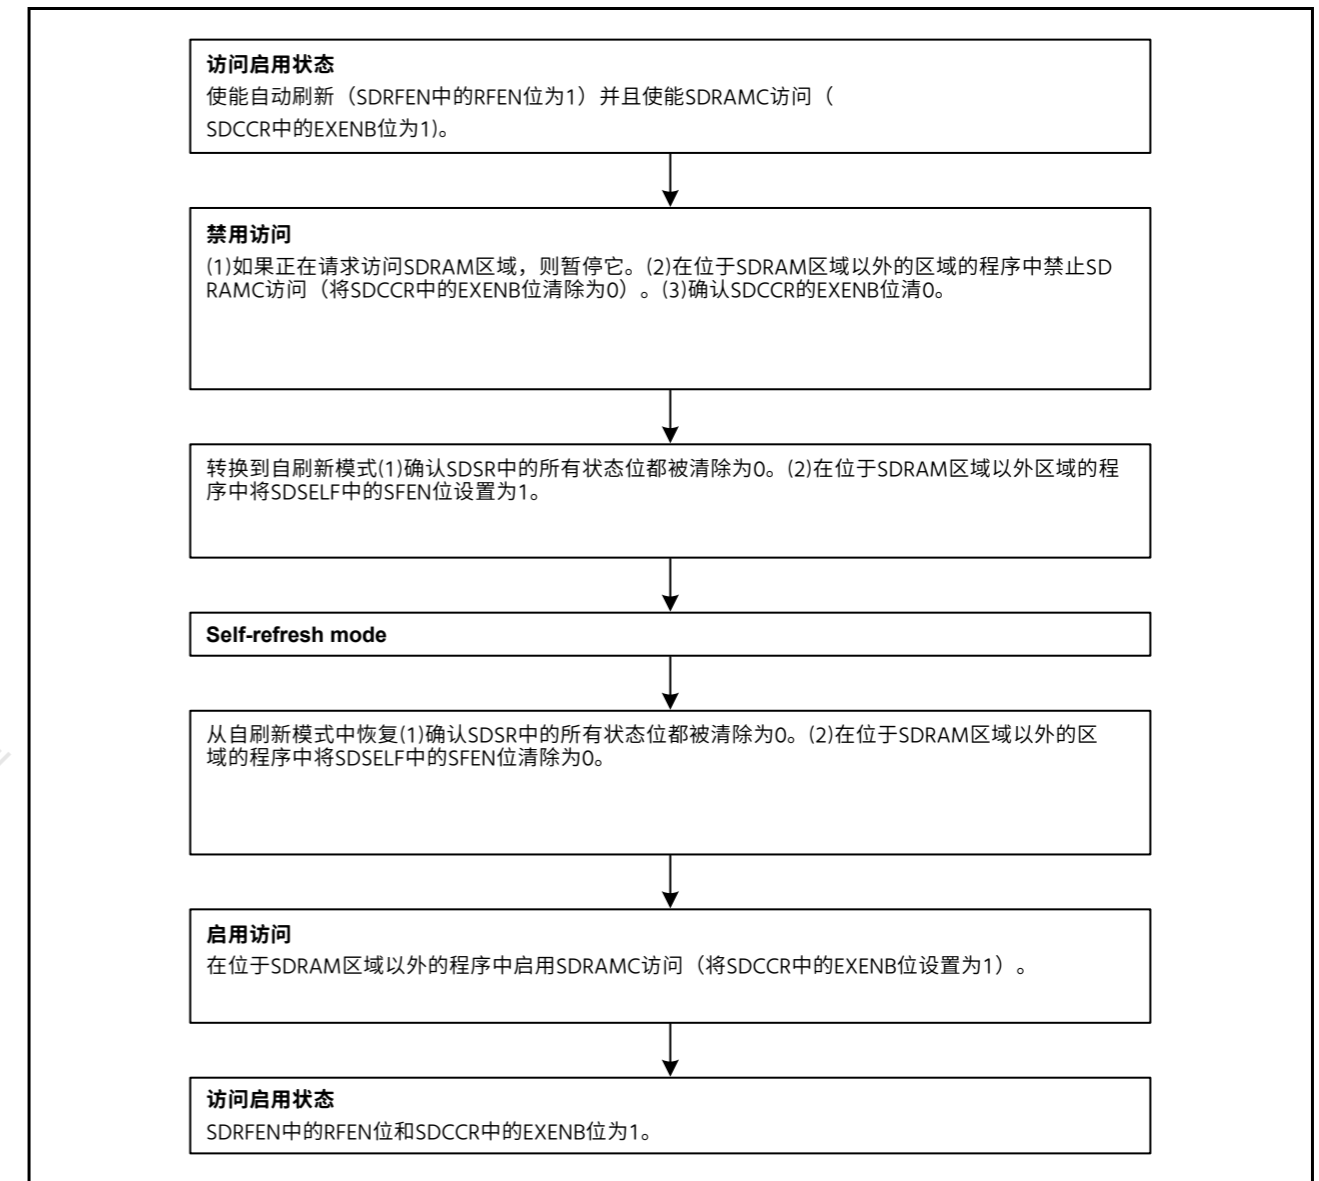 访问启用状态
使能自动刷新（SDRFEN中的RFEN位为1）并且使能SDRAMC访问（
SDCCR中的EXENB位为1)。
禁用访问
(1)如果正在请求访问SDRAM区域，则暂停它。(2)在位于SDRAM区域以外的区域的程序中禁止SD
RAMC访问（将SDCCR中的EXENB位清除为0）。(3)确认SDCCR的EXENB位清0。
转换到自刷新模式(1)确认SDSR中的所有状态位都被清除为0。(2)在位于SDRAM区域以外区域的程
序中将SDSELF中的SFEN位设置为1。
Self-refresh mode
从自刷新模式中恢复(1)确认SDSR中的所有状态位都被清除为0。(2)在位于SDRAM区域以外的区
域的程序中将SDSELF中的SFEN位清除为0。
启用访问
在位于SDRAM区域以外的程序中启用SDRAMC访问（将SDCCR中的EXENB位设置为1）。
访问启用状态
SDRFEN中的RFEN位和SDCCR中的EXENB位为1。